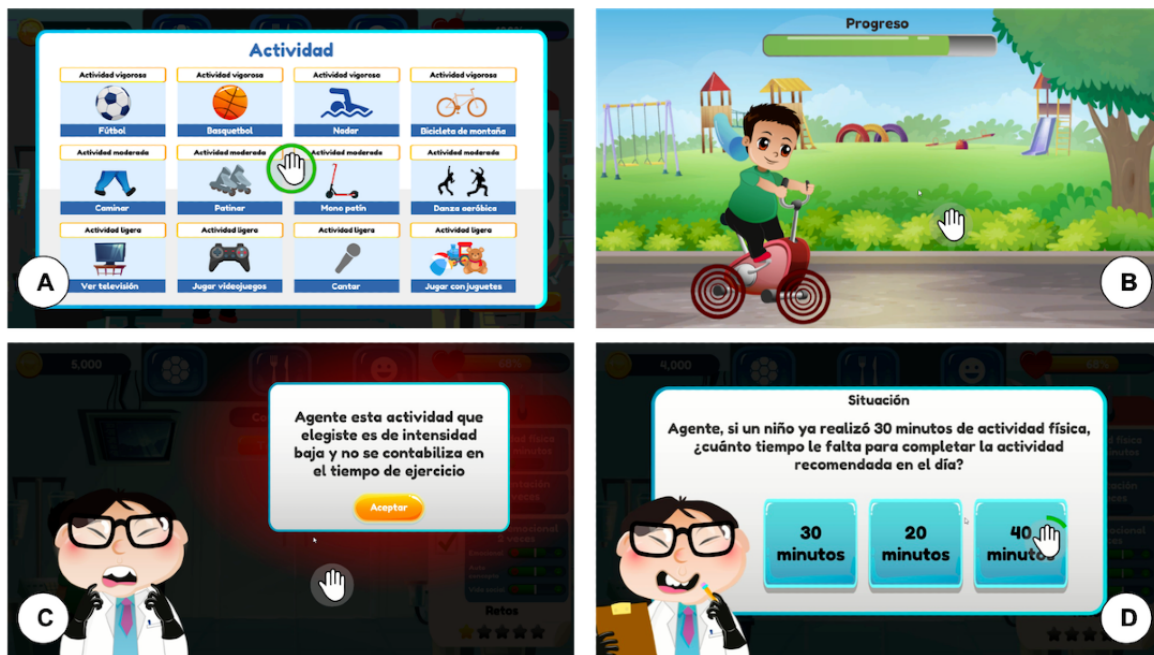 Actividad
Actividad vigorosa
Actividad vigorosa
Actividad vigorosa
Actividad vigorosa
Fútbol
Basquetbol
Nadar
Bicicleta de montaña
Actividad moderada
Actividad moderada
Actividad moderada
Actividad moderada
Caminar
Patinar
Mono patín
Danza aeróbica
Actividad ligera
Actividad ligera
Actividad ligera
Actividad ligera
Ver televisión
Jugar videojuegos
Cantar
Jugar con juguetes
A
Progreso
B
5,000
68%
Agente esta actividad que
elegiste es de intensidad
baja y no se contabiliza en
el tiempo de ejercicio
Aceptar
Retos
C
4,000
68%
Situación
Agente, si un niño ya realizó 30 minutos de actividad física,
¿cuánto tiempo le falta para completar la actividad
recomendada en el día?
30
minutos
20
minutos
40
minutos
D